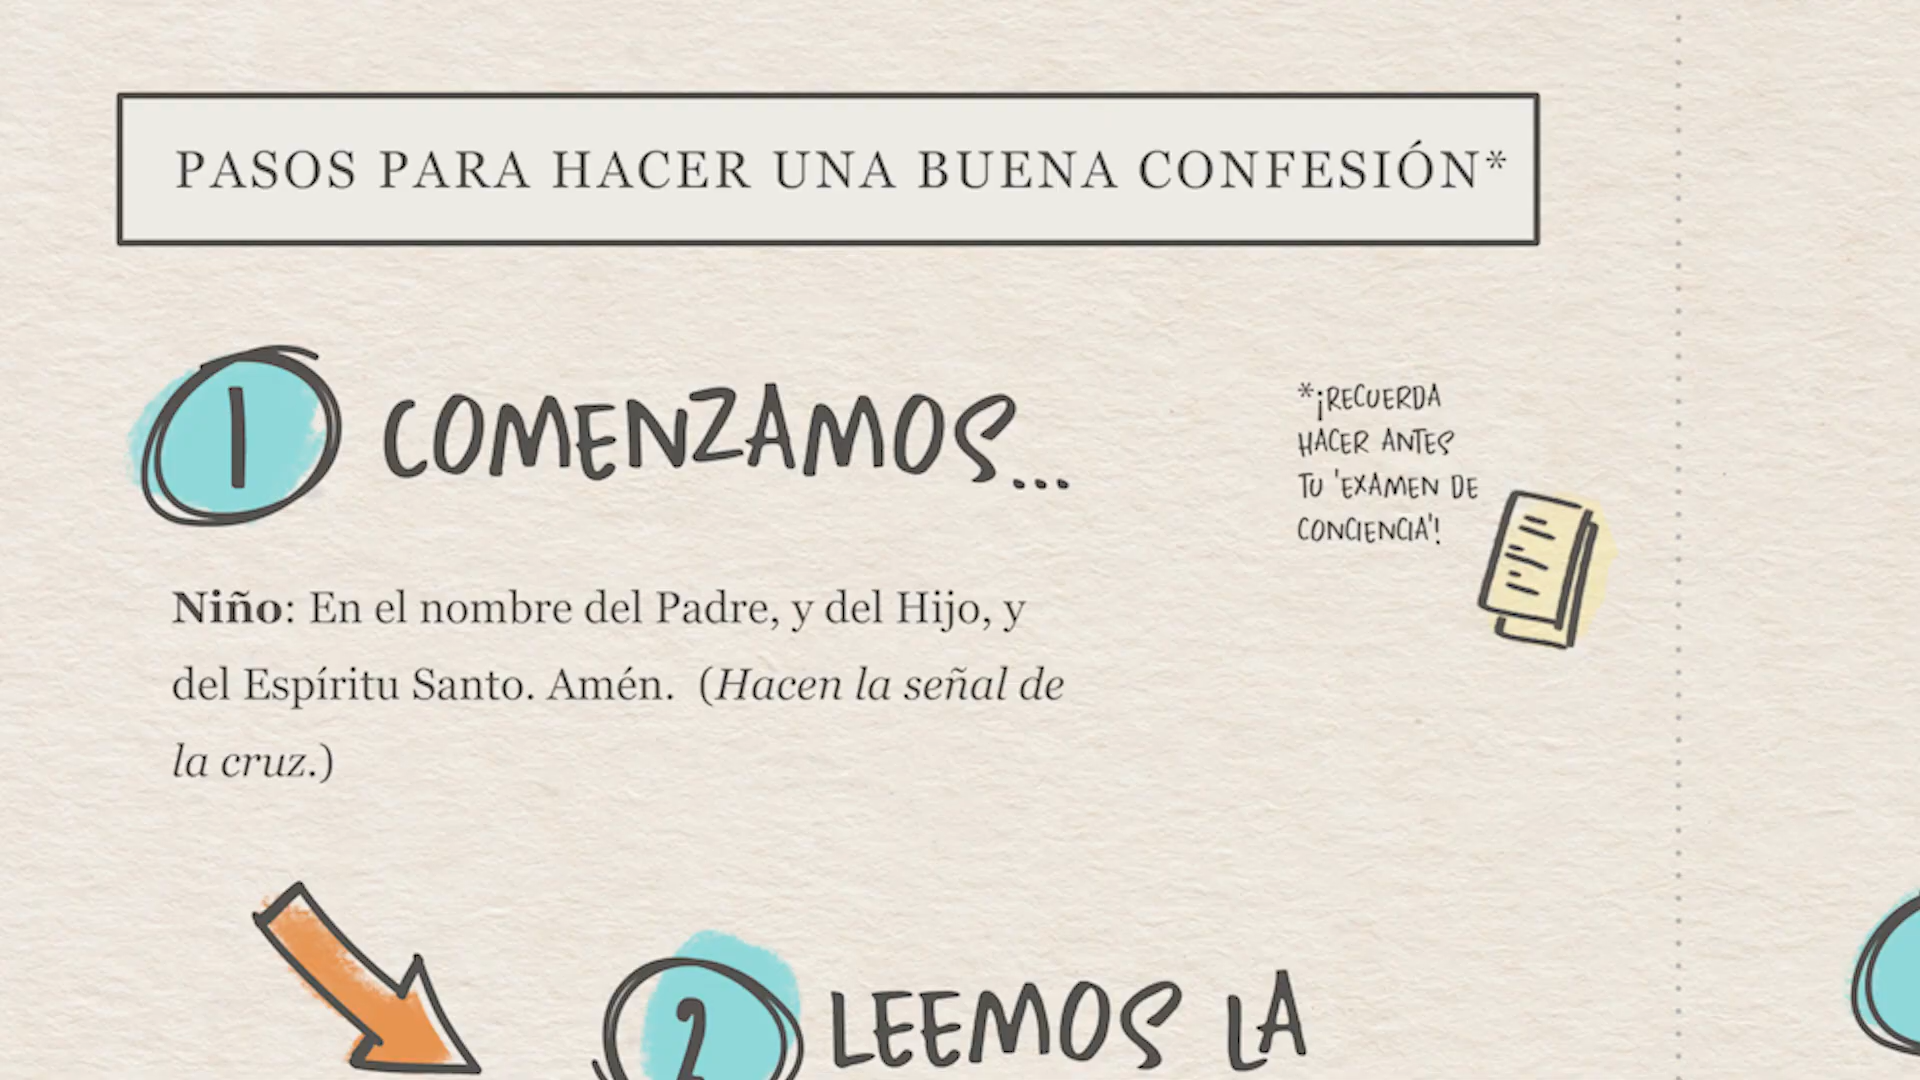 PASOS PARA HACER UNA BUENA CONFESIÓN*
1 COMENZAMOS...
*¡RECUERDA
HACER ANTES
TU 'EXAMEN DE
CONCIENCIA'!
Niño: En el nombre del Padre, y del Hijo, y
del Espíritu Santo. Amén. (Hacen la señal de
la cruz.)
2 LEEMOS LA